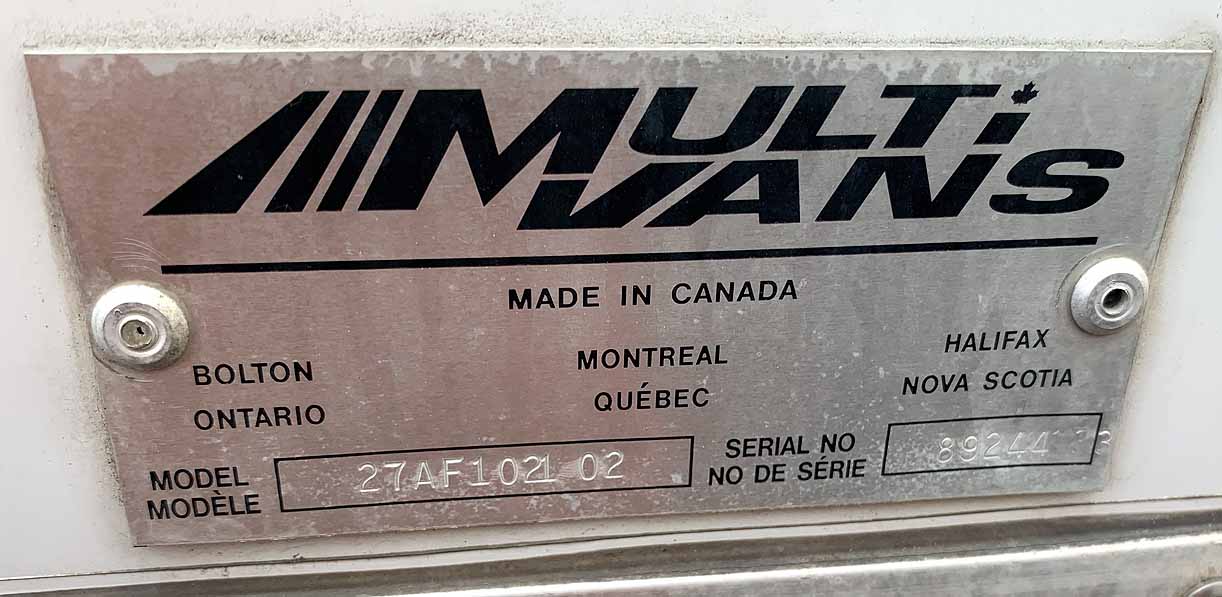 MULTi
VANS
MADE IN CANADA
BOLTON
ONTARIO
MONTREAL
QUÉBEC
HALIFAX
NOVA SCOTIA
MODEL
MODÈLE
27AF1021 02
SERIAL NO
NO DE SÉRIE